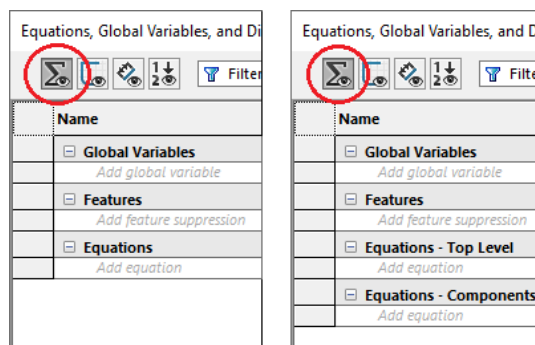 Equations, Global Variables, and Di
Filter
Name
Global Variables
Add global variable
Features
Add feature suppression
Equations
Add equation
Equations, Global Variables, and D
Filte
Name
Global Variables
Add global variable
Features
Add feature suppression
Equations - Top Level
Add equation
Equations - Components
Add equation